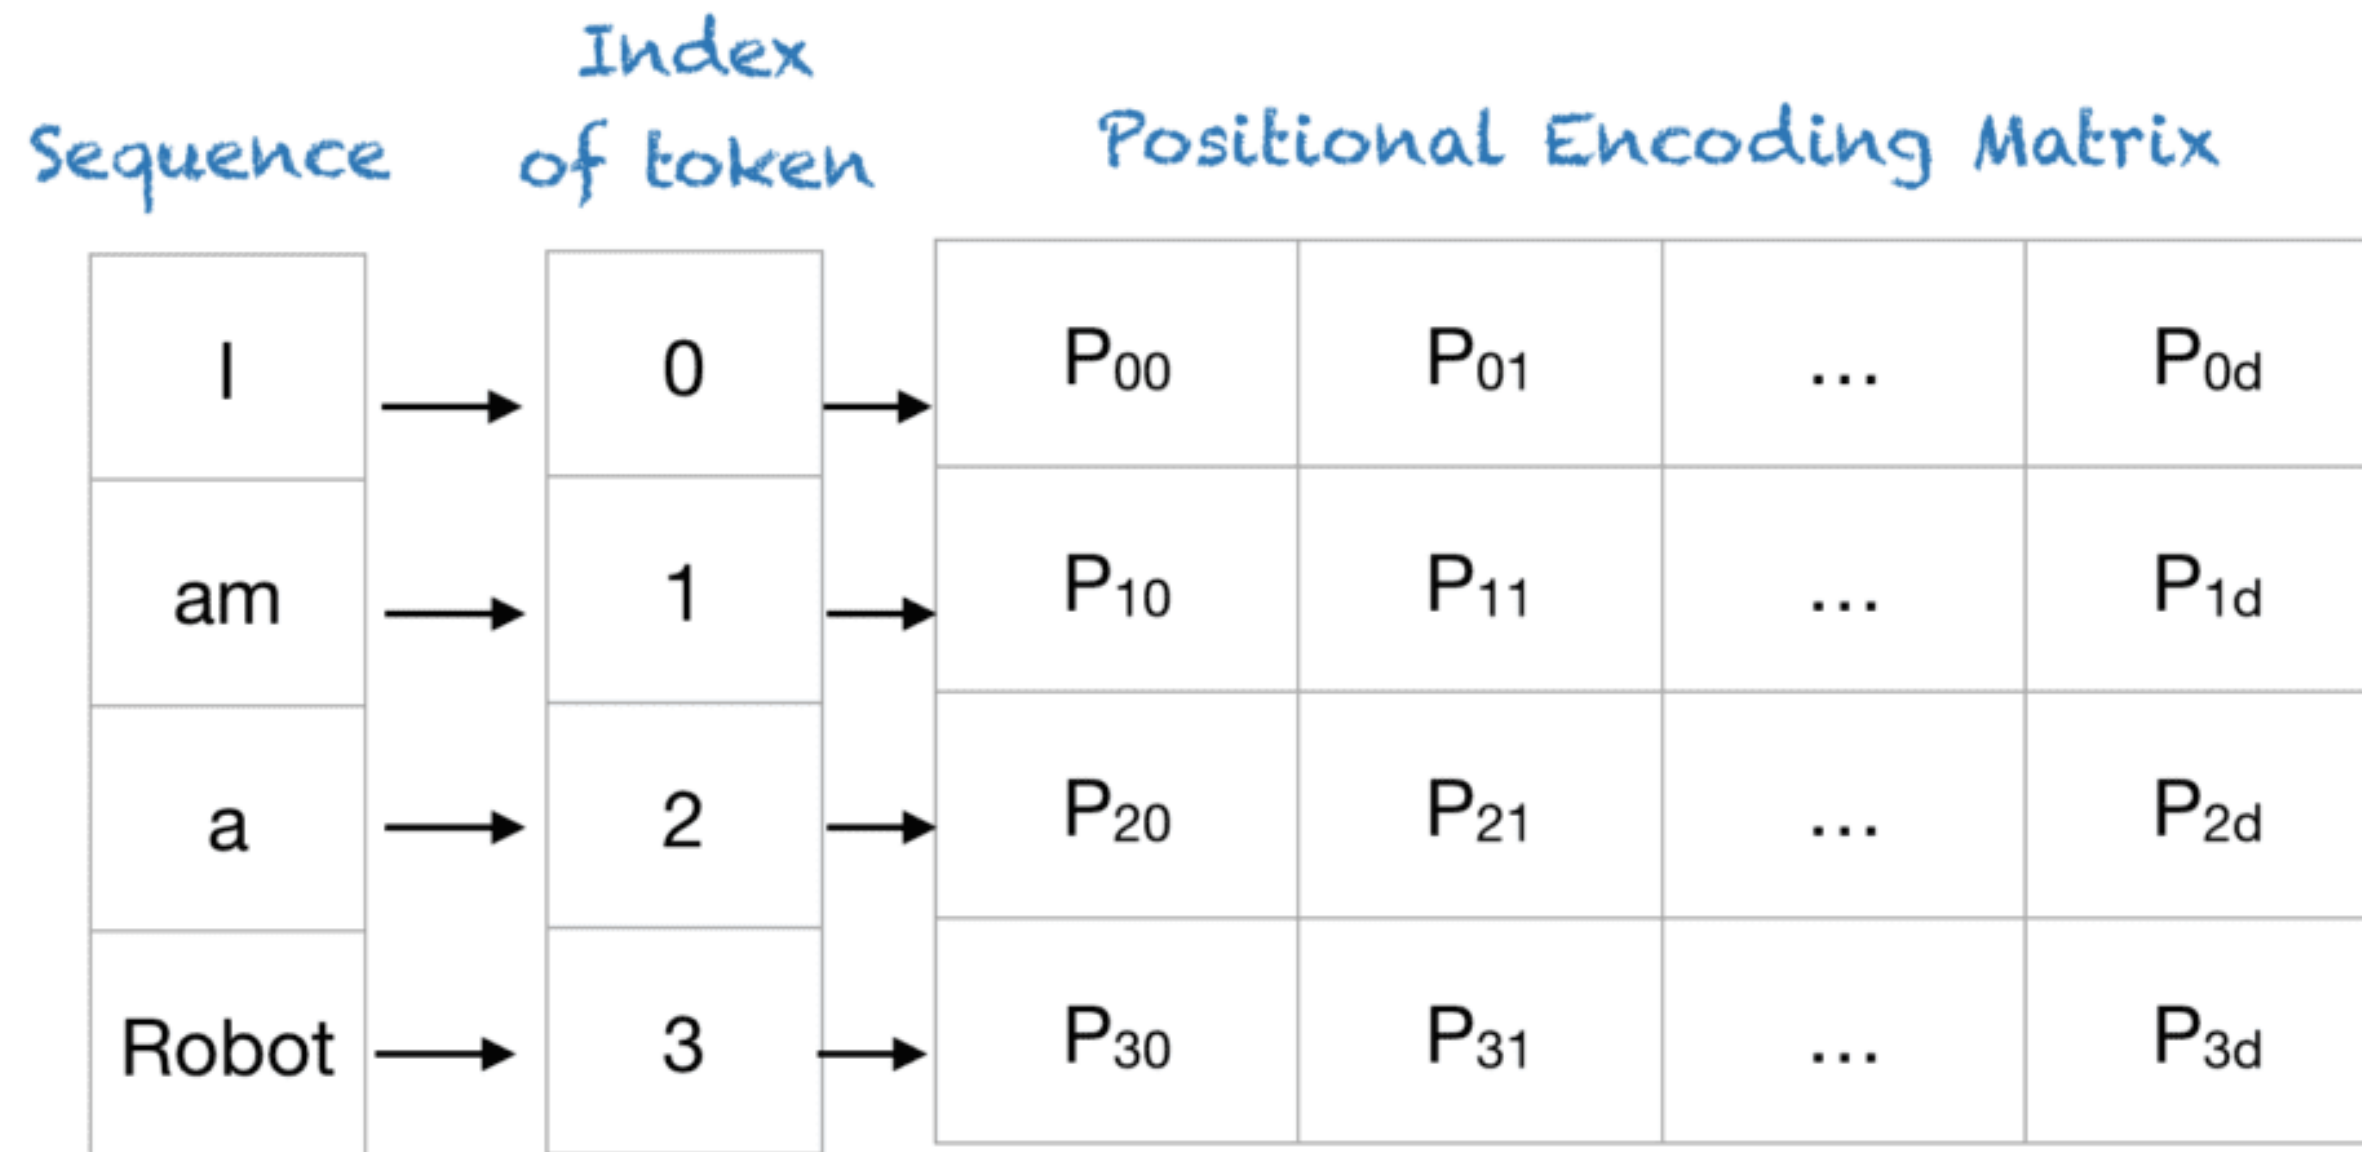 Sequence
Index
of token
Positional Encoding Matrix
I 0 P00 P01 ... P0d
am 1 P10 P11 ... P1d
a 2 P20 P21 ... P2d
Robot 3 P30 P31 ... P3d